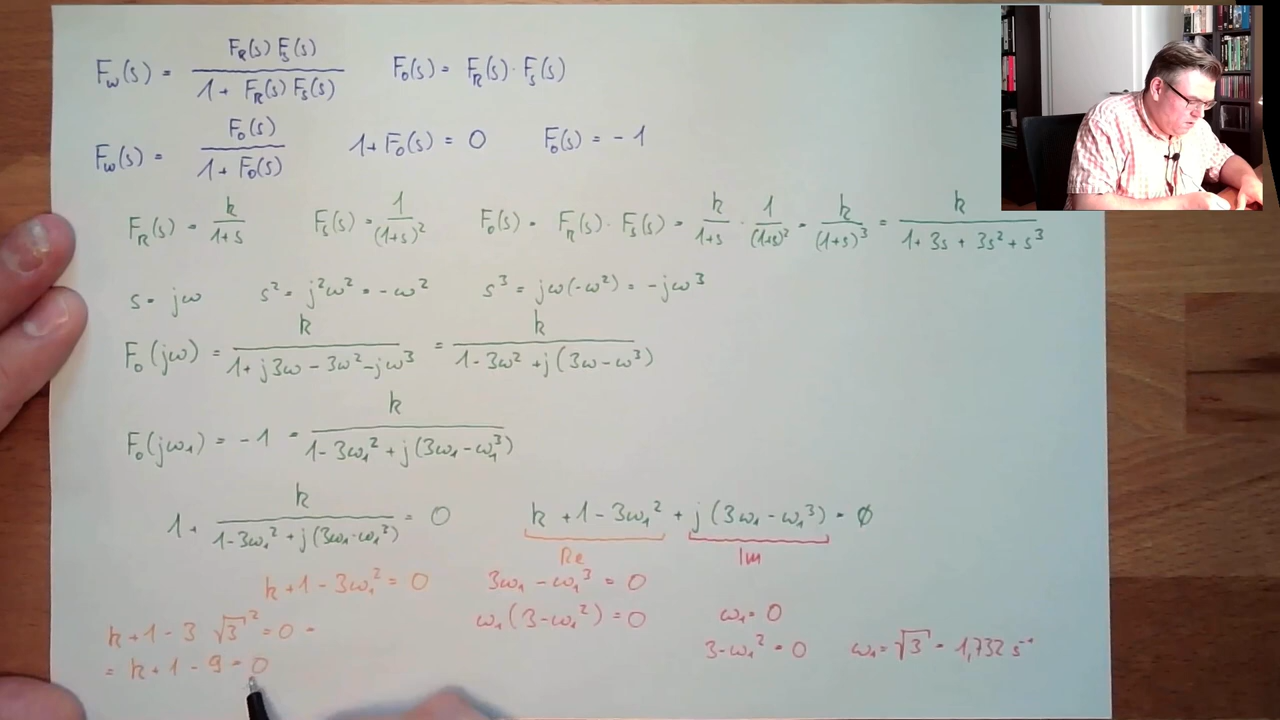 F_W(s) = F_R(s) F_S(s) / (1 + F_R(s) F_S(s))   F_0(s) = F_R(s) · F_S(s)
F_W(s) = F_0(s) / (1 + F_0(s))   1 + F_0(s) = 0   F_0(s) = -1
F_R(s) = k / (1+s)   F_S(s) = 1 / (1+s)²   F_0(s) = F_R(s) · F_S(s) = k / (1+s) · 1 / (1+s)² = k / (1+s)³ = k / (1 + 3s + 3s² + s³)
s = jω   s² = j²ω² = -ω²   s³ = jω(-ω²) = -jω³
F_0(jω) = k / (1 + j3ω - 3ω² - jω³) = k / (1 - 3ω² + j(3ω - ω³))
F_0(jω₁) = -1 = k / (1 - 3ω₁² + j(3ω₁ - ω₁³))
1 + k / (1 - 3ω₁² + j(3ω₁ - ω₁³)) = 0   k + 1 - 3ω₁² + j(3ω₁ - ω₁³) = 0
Re   Im
k + 1 - 3ω₁² = 0   3ω₁ - ω₁³ = 0
ω₁(3 - ω₁²) = 0   ω₁ = 0
k + 1 - 3 √3² = 0 =   3 - ω₁² = 0   ω₁ = √3 = 1,732 s⁻¹
= k + 1 - 9 = 0